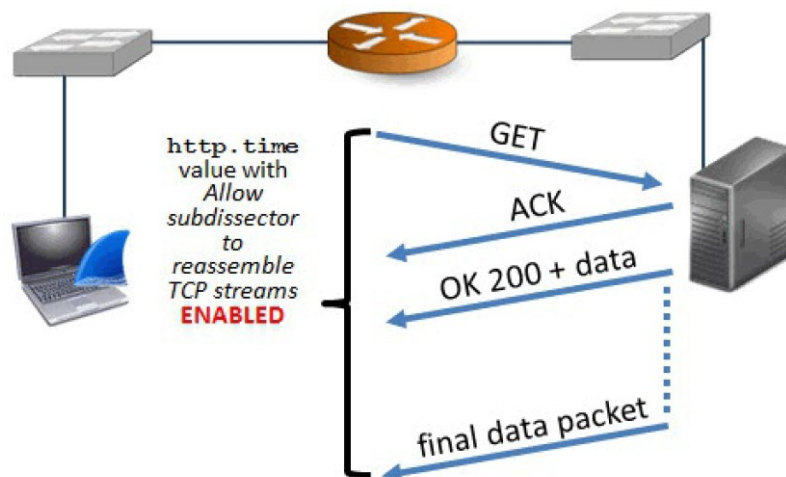 http.time
value with
Allow
subdissector
to
reassemble
TCP streams
ENABLED
GET
ACK
OK 200 + data
final data packet